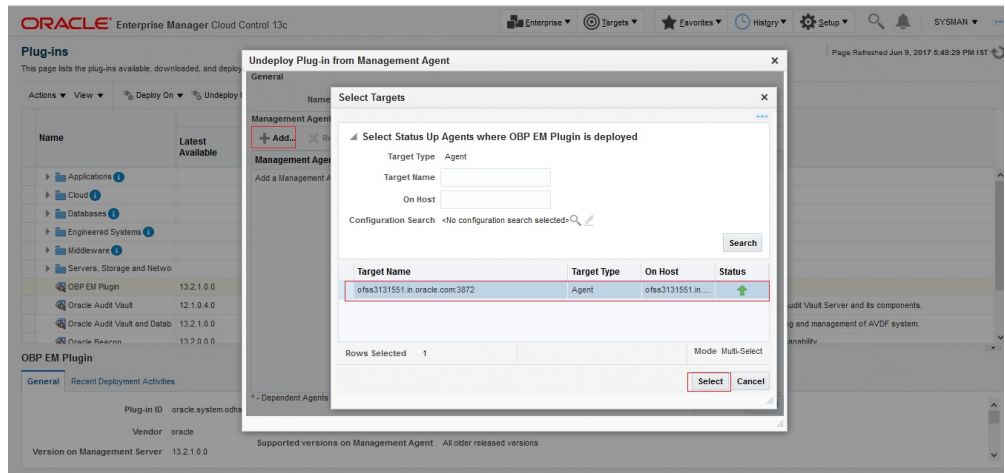 ORACLE® Enterprise Manager Cloud Control 13c
Enterprise Targets Favorites History Setup SYSMAN
Plug-ins
Page Refreshed Jun 9, 2017 5:49:29 PM IST
This page lists the plug-ins available, downloaded, and deploy
Actions View Deploy On Undeploy
Name Latest Available
Applications
Cloud
Databases
Engineered Systems
Middleware
Servers, Storage and Netwo
OBP EM Plugin 13.2.1.0.0
Oracle Audit Vault 12.1.0.4.0
udit Vault Server and its components.
Oracle Audit Vault and Datab 13.2.1.0.0
g and management of AVDF system.
Oracle Beacon 13.2.0.0.0
apability
OBP EM Plugin
General Recent Deployment Activities
Plug-in ID oracle.system.odhs
Vendor oracle
Version on Management Server 13.2.1.0.0
Supported versions on Management Agent All older released versions
Undeploy Plug-in from Management Agent
General
Name
Management Agent
Add...
Management Agen
Add a Management A
* - Dependent Agents
Select Targets
Select Status Up Agents where OBP EM Plugin is deployed
Target Type Agent
Target Name
On Host
Configuration Search <No configuration search selected>
Search
Target Name Target Type On Host Status
ofss3131551.in.oracle.com:3872 Agent ofss3131551.in....
Rows Selected 1
Mode Multi-Select
Select Cancel